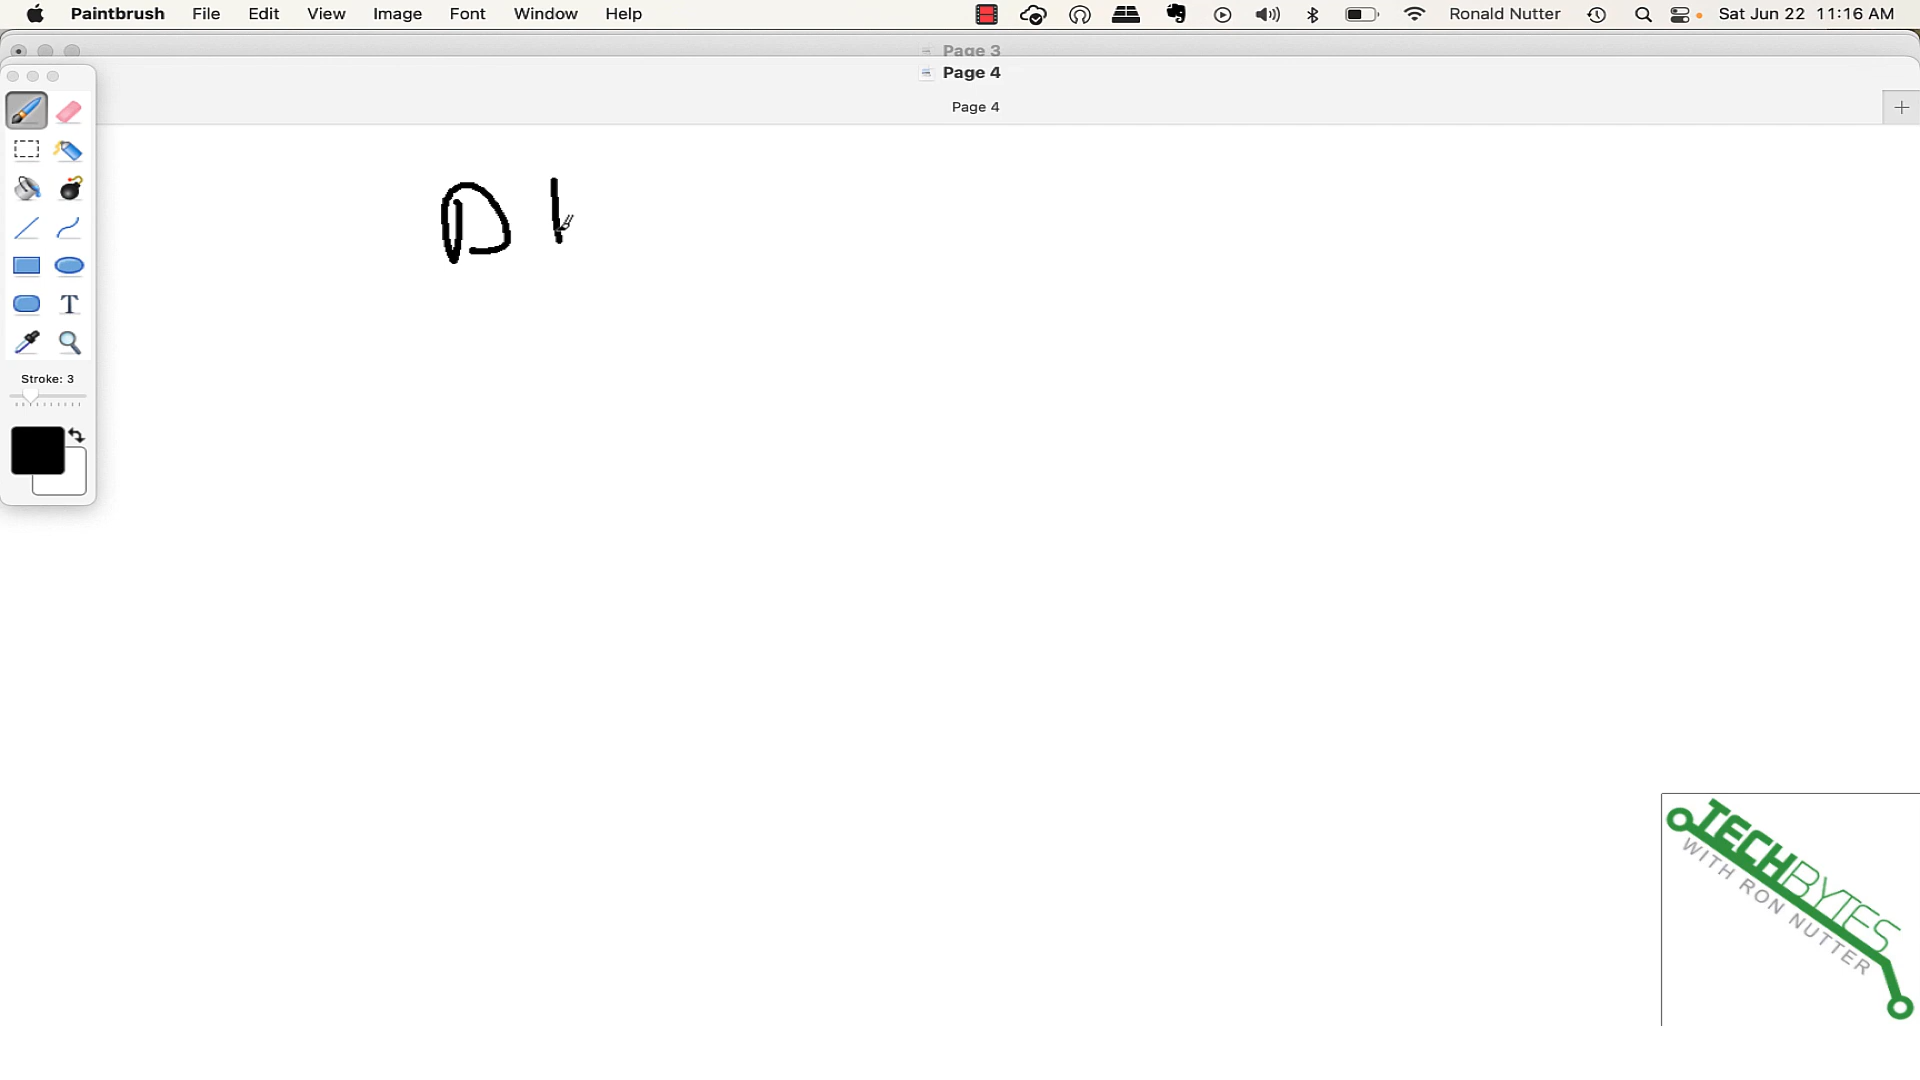 Paintbrush File Edit View Image Font Window Help Ronald Nutter Sat Jun 22 11:16 AM
Page 3
Page 4
Page 4
D
T
Stroke: 3
TECHBYTES
WITH RON NUTTER